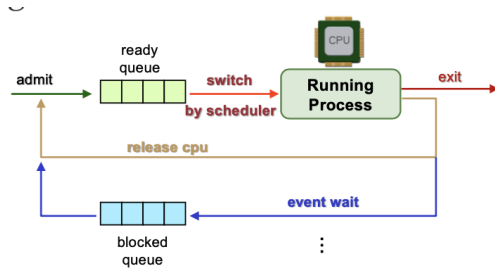 CPU
ready
queue
admit
switch
by scheduler
Running
Process
exit
release cpu
event wait
blocked
queue
⋮